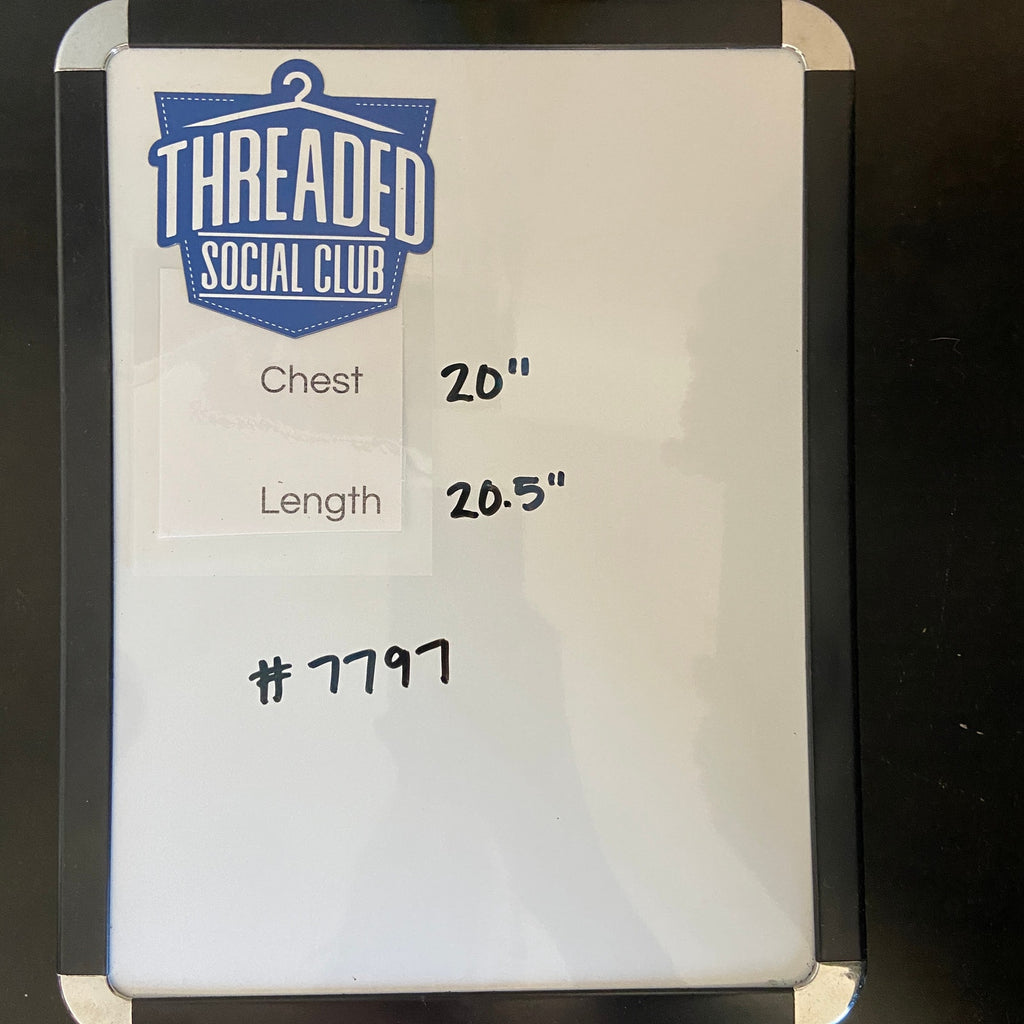 THREADED
SOCIAL CLUB
Chest 20"
Length 20.5"
#7797